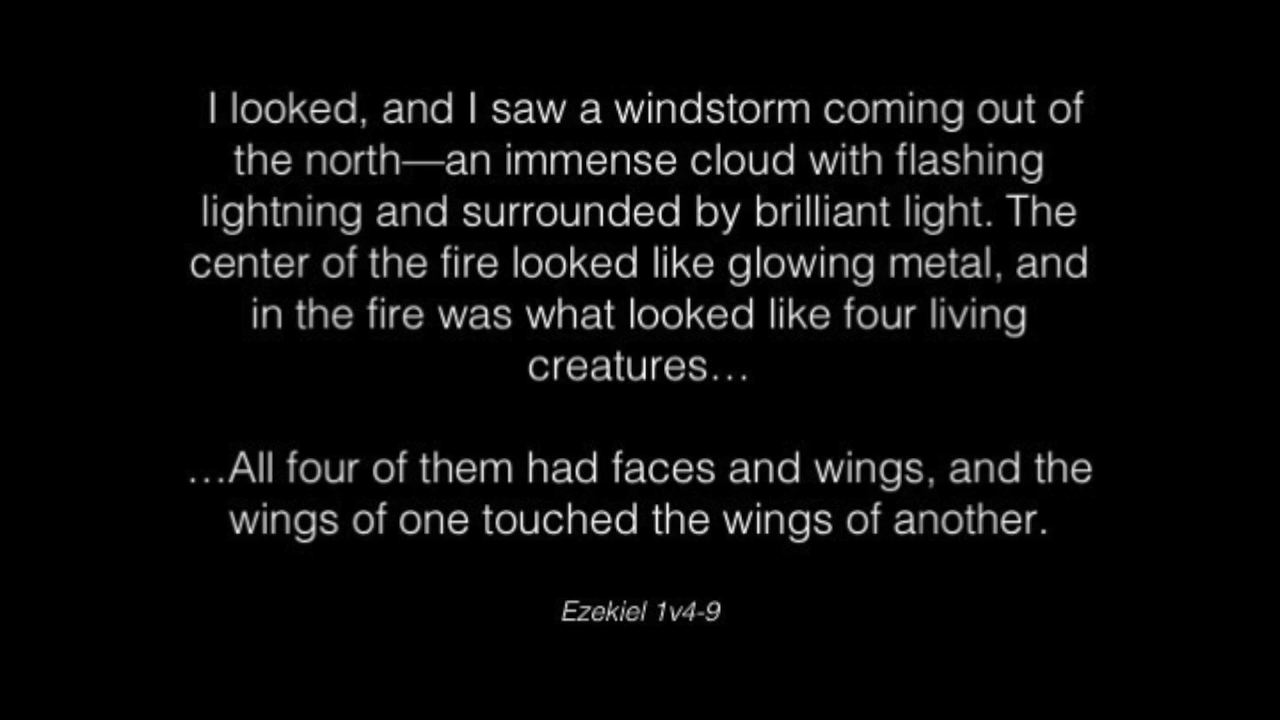 I looked, and I saw a windstorm coming out of
the north—an immense cloud with flashing
lightning and surrounded by brilliant light. The
center of the fire looked like glowing metal, and
in the fire was what looked like four living
creatures…
…All four of them had faces and wings, and the
wings of one touched the wings of another.
Ezekiel 1v4-9